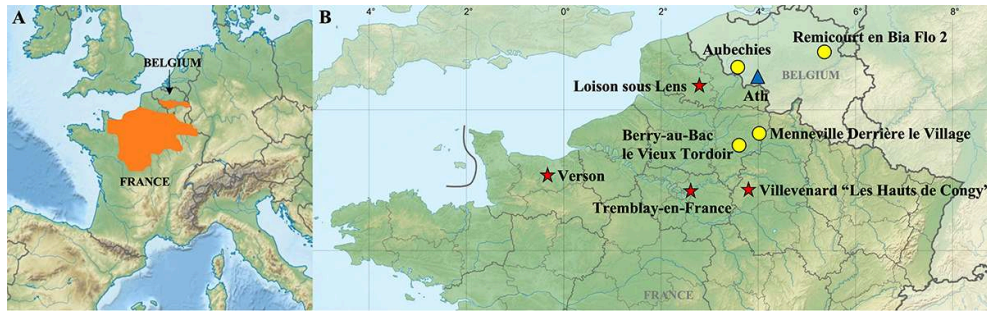 A
BELGIUM
FRANCE
B
4°
2°
0°
2°
4°
6°
8°
Remicourt en Bia Flo 2
Aubechies
BELGIUM
Loison sous Lens
Ath
Menneville Derrière le Village
Berry-au-Bac
le Vieux Tordoir
Verson
Villevenard “Les Hauts de Congy”
Tremblay-en-France
FRANCE